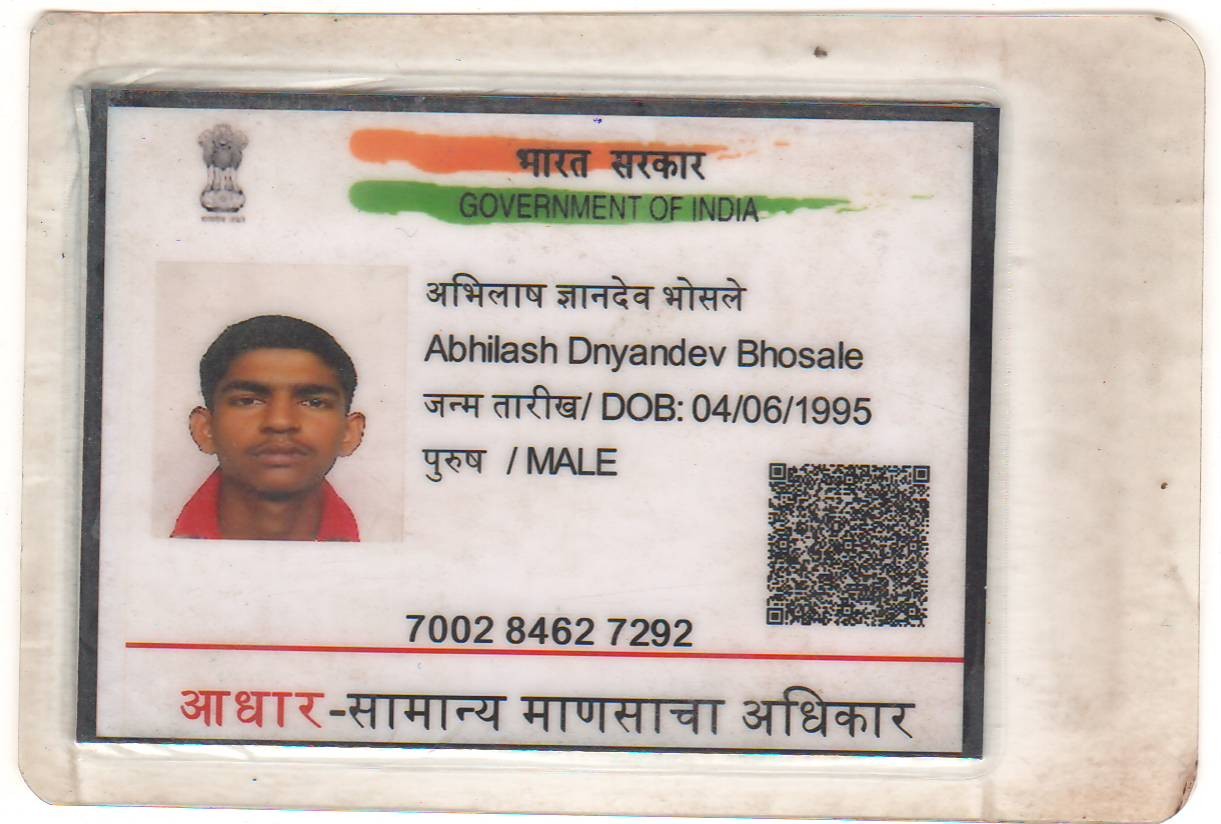 भारत सरकार
GOVERNMENT OF INDIA
अभिलाष ज्ञानदेव भोसले
Abhilash Dnyandev Bhosale
जन्म तारीख/ DOB: 04/06/1995
पुरुष / MALE
7002 8462 7292
आधार-सामान्य माणसाचा अधिकार